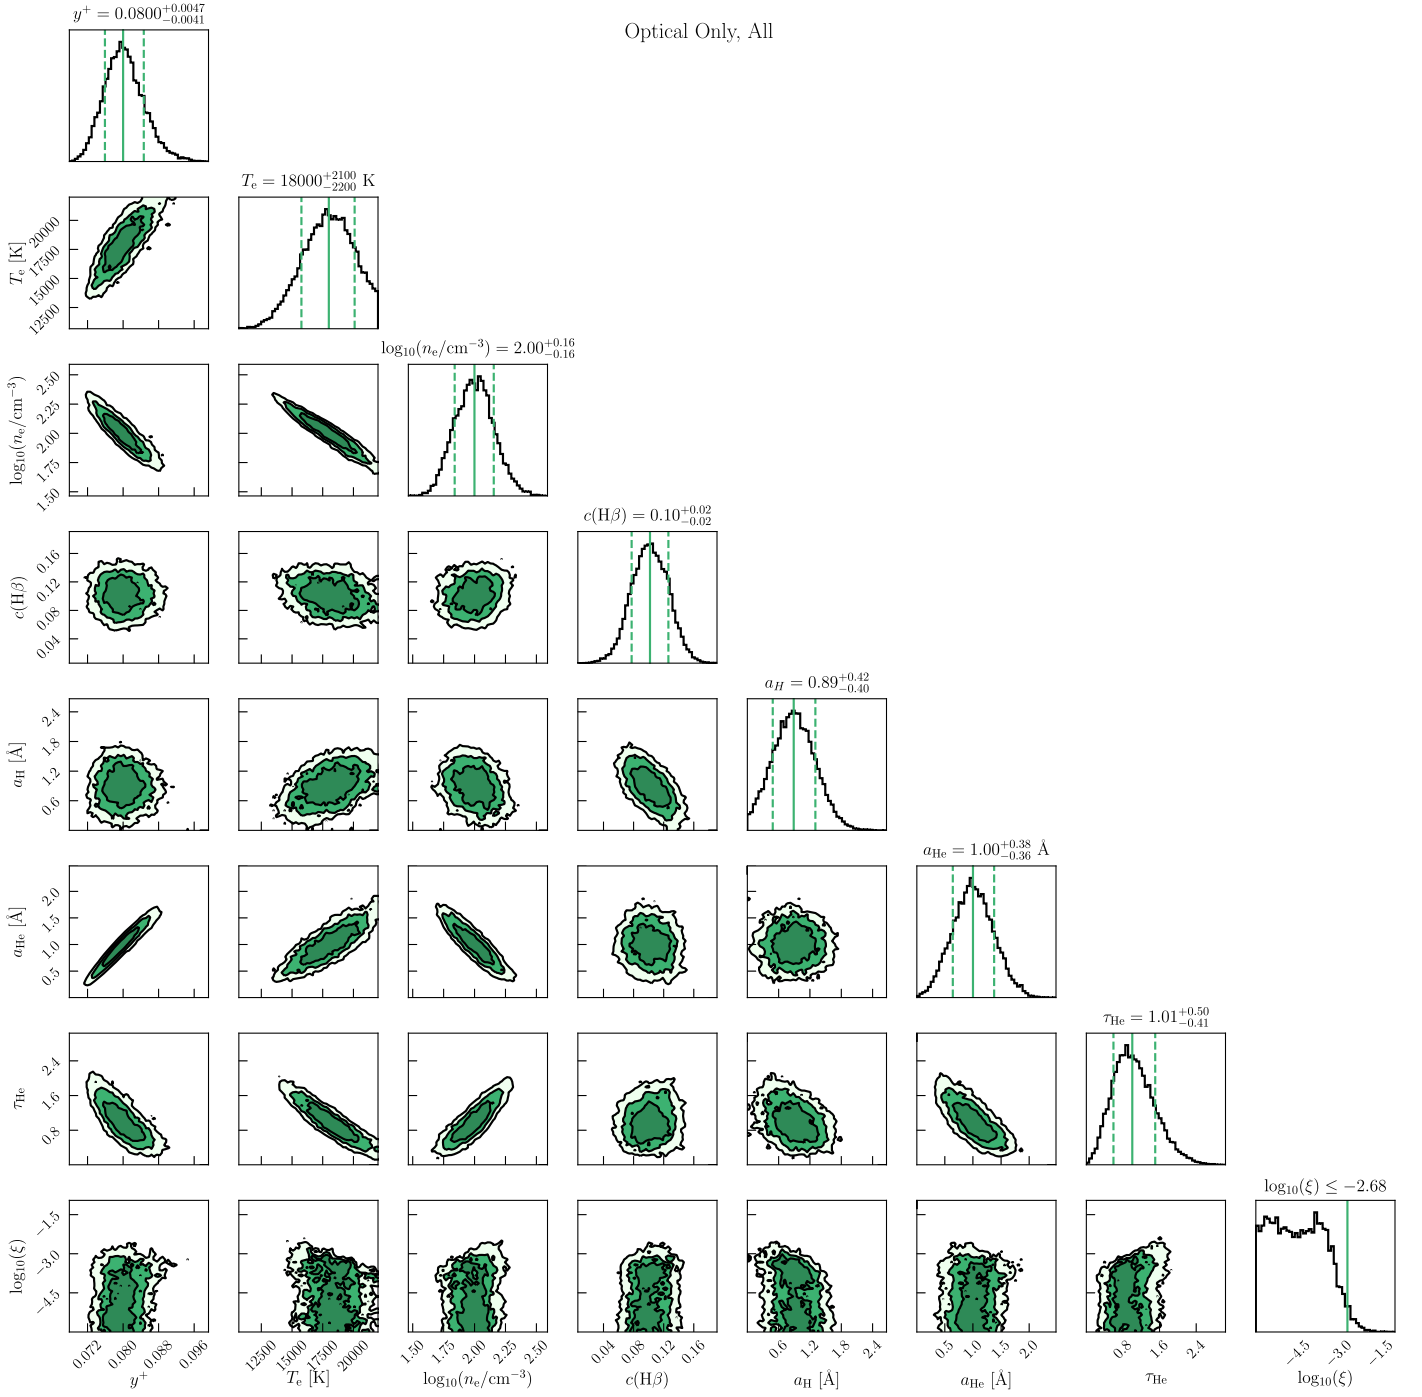 y⁺ = 0.0800 +0.0047 −0.0041
Optical Only, All
Tₑ = 18000 +2100 −2200 K
Tₑ [K]
20000
17500
15000
12500
log₁₀(nₑ/cm⁻³) = 2.00 +0.16 −0.16
log₁₀(nₑ/cm⁻³)
2.50
2.25
2.00
1.75
1.50
c(Hβ) = 0.10 +0.02 −0.02
c(Hβ)
0.16
0.12
0.08
0.04
a_H = 0.89 +0.42 −0.40
a_H [Å]
2.4
1.8
1.2
0.6
a_He = 1.00 +0.38 −0.36 Å
a_He [Å]
2.0
1.5
1.0
0.5
τ_He = 1.01 +0.50 −0.41
τ_He
2.4
1.6
0.8
log₁₀(ξ) ≤ −2.68
log₁₀(ξ)
−1.5
−3.0
−4.5
0.072 0.080 0.088 0.096
12500 15000 17500 20000
1.50 1.75 2.00 2.25 2.50
0.04 0.08 0.12 0.16
0.6 1.2 1.8 2.4
0.5 1.0 1.5 2.0
0.8 1.6 2.4
−4.5 −3.0 −1.5
y⁺ Tₑ [K] log₁₀(nₑ/cm⁻³) c(Hβ) a_H [Å] a_He [Å] τ_He log₁₀(ξ)